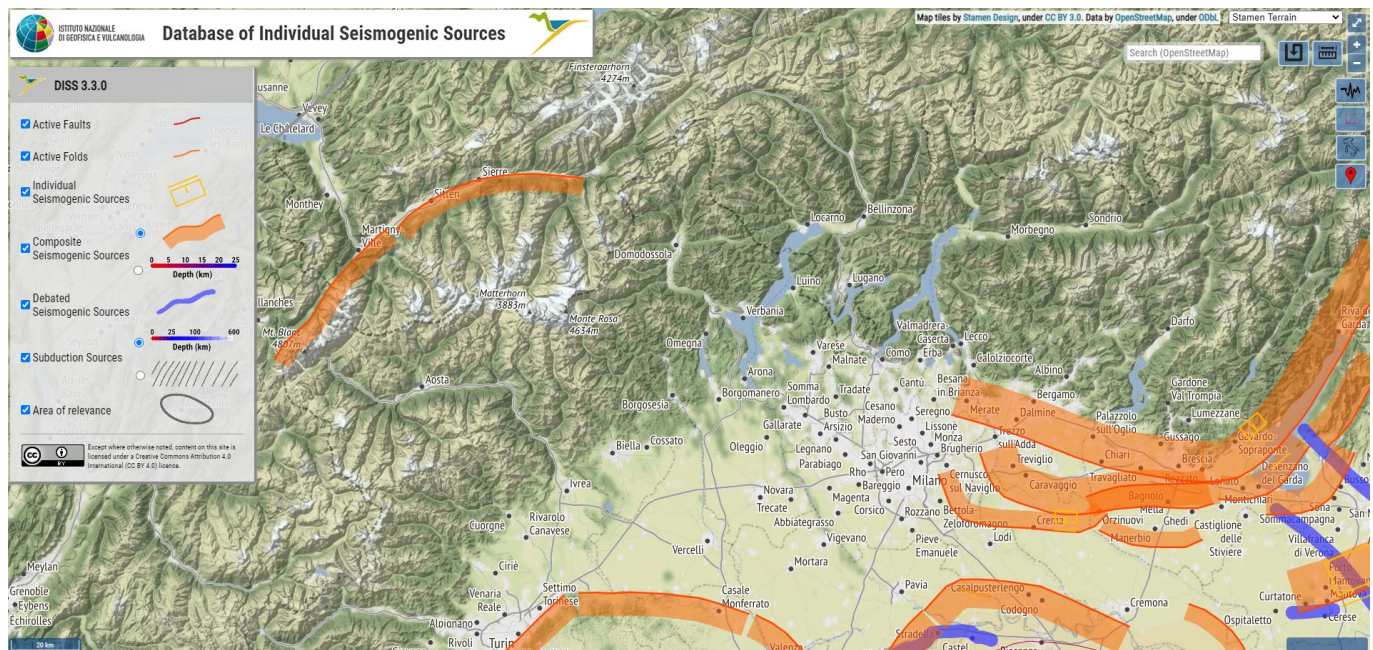 ISTITUTO NAZIONALE
DI GEOFISICA E VULCANOLOGIA
Database of Individual Seismogenic Sources
Map tiles by Stamen Design, under CC BY 3.0. Data by OpenStreetMap, under ODbL
Stamen Terrain
Search (OpenStreetMap)
DISS 3.3.0
Active Faults
Active Folds
Individual
Seismogenic Sources
Composite
Seismogenic Sources
0 5 10 15 20 25
Depth (km)
Debated
Seismogenic Sources
0 25 100 600
Depth (km)
Subduction Sources
Area of relevance
cc BY
Except where otherwise noted, content on this site is
licensed under a Creative Commons Attribution 4.0
International (CC BY 4.0) licence.
20 km
Finsteraarhorn
4274m
usanne
Vevey
Le Châtelard
Monthey
Sierre
Sitten
Martigny-
Ville
llanches
Matterhorn
3883m
Monte Rosa
4634m
Domodossola
Locarno
Bellinzona
Sondrio
Morbegno
Luino
Lugano
Verbania
Omegna
Varese
Malnate
Valmadrera-
Caserta
Lecco
Como
Erba
Calolziocorte
Darfo
Riva del
Garda
Aosta
Arona
Borgomanero
Borgosesia
Somma
Lombardo
Tradate
Cantù
Besana
in Brianza
Albino
Bergamo
Merate
Dalmine
Gardone
Val Trompia
Lumezzane
Palazzolo
sull'Oglio
Gussago
Gavardo-
Sopraponte
Biella
Cossato
Gallarate
Busto
Arsizio
Cesano
Maderno
Seregno
Lissone
Monza
Brugherio
Trezzo
sull'Adda
Treviglio
Chiari
Brescia
Oleggio
Legnano
Parabiago
Sesto
San Giovanni
Rho
Pero
Bareggio
Milano
Cernusco
sul Naviglio
Caravaggio
Travagliato
Rezzato
Lonato
Desenzano
del Garda
Ivrea
Novara
Trecate
Magenta
Corsico
Abbiategrasso
Rozzano
Bettola-
Zeloforomagno
Crema
Bagnolo
Mella
Orzinuovi
Ghedi
Montichiari
Castiglione
delle
Stiviere
Sona
Sommacampagna
Villafranca
di Verona
Cuorgnè
Rivarolo
Canavese
Vercelli
Vigevano
Mortara
Pieve
Emanuele
Lodi
Manerbio
Meylan
Grenoble
Eybens
Échirolles
Ciriè
Venaria
Reale
Settimo
Torinese
Casale
Monferrato
Pavia
Casalpusterlengo
Codogno
Cremona
Curtatone
Ospitaletto
Porto
Mantovano
Mantova
Cerese
Alpignano
Rivoli
Turin
Valenza
Stradella
Castel